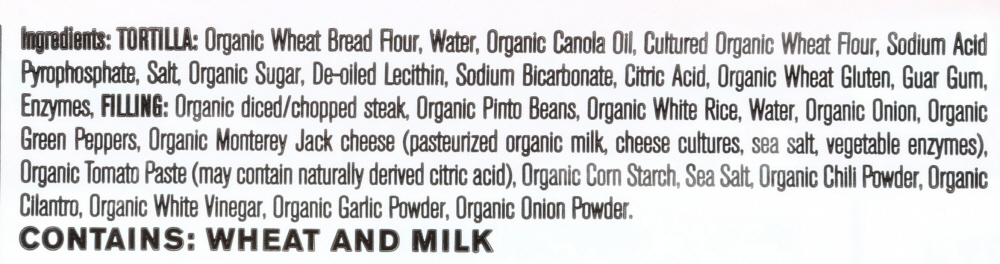 Ingredients: TORTILLA: Organic Wheat Bread Flour, Water, Organic Canola Oil, Cultured Organic Wheat Flour, Sodium Acid
Pyrophosphate, Salt, Organic Sugar, De-oiled Lecithin, Sodium Bicarbonate, Citric Acid, Organic Wheat Gluten, Guar Gum,
Enzymes, FILLING: Organic diced/chopped steak, Organic Pinto Beans, Organic White Rice, Water, Organic Onion, Organic
Green Peppers, Organic Monterey Jack cheese (pasteurized organic milk, cheese cultures, sea salt, vegetable enzymes),
Organic Tomato Paste (may contain naturally derived citric acid), Organic Corn Starch, Sea Salt, Organic Chili Powder, Organic
Cilantro, Organic White Vinegar, Organic Garlic Powder, Organic Onion Powder.
CONTAINS: WHEAT AND MILK